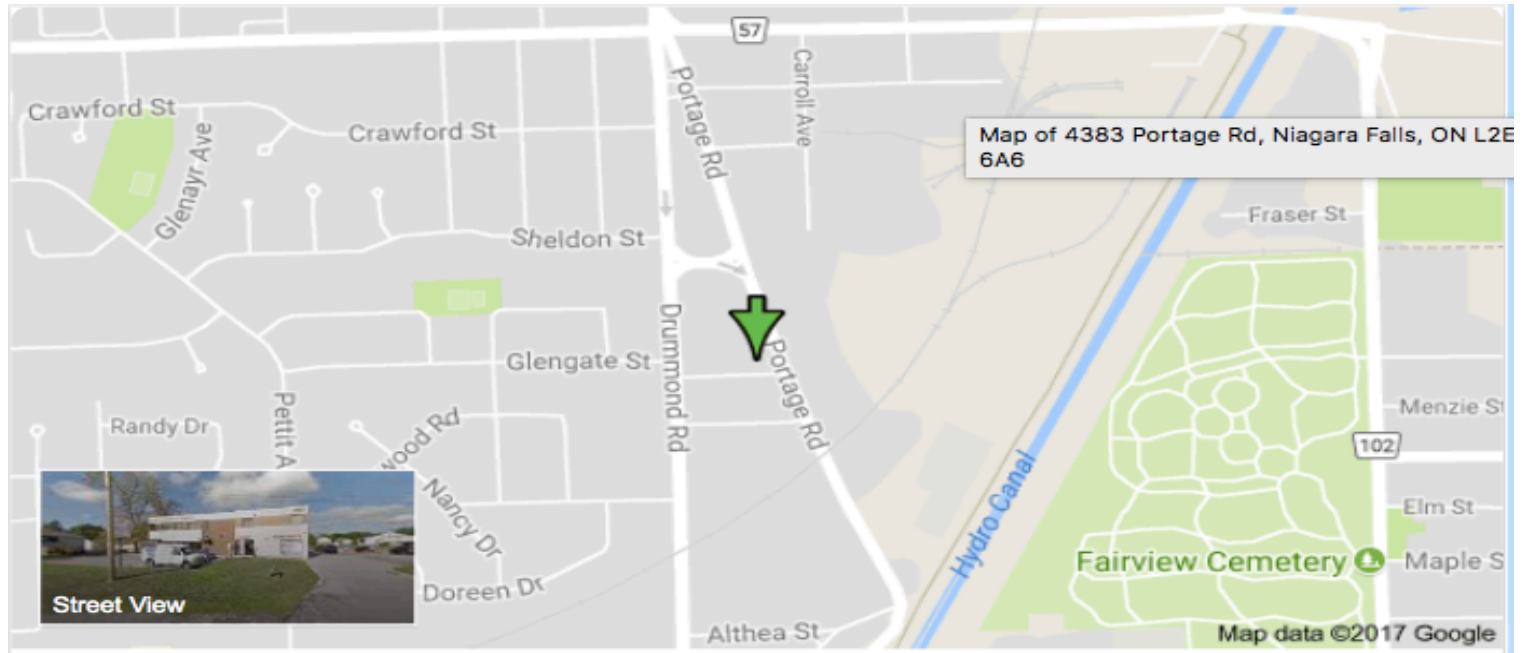 57
Crawford St
Crawford St
Glenayr Ave
Portage Rd
Carroll Ave
Map of 4383 Portage Rd, Niagara Falls, ON L2E
6A6
Fraser St
Sheldon St
Drummond Rd
Glengate St
Portage Rd
Randy Dr
Pettit A
wood Rd
Nancy Dr
Menzie St
102
Hydro Canal
Elm St
Fairview Cemetery
Maple S
Doreen Dr
Street View
Althea St
Map data ©2017 Google